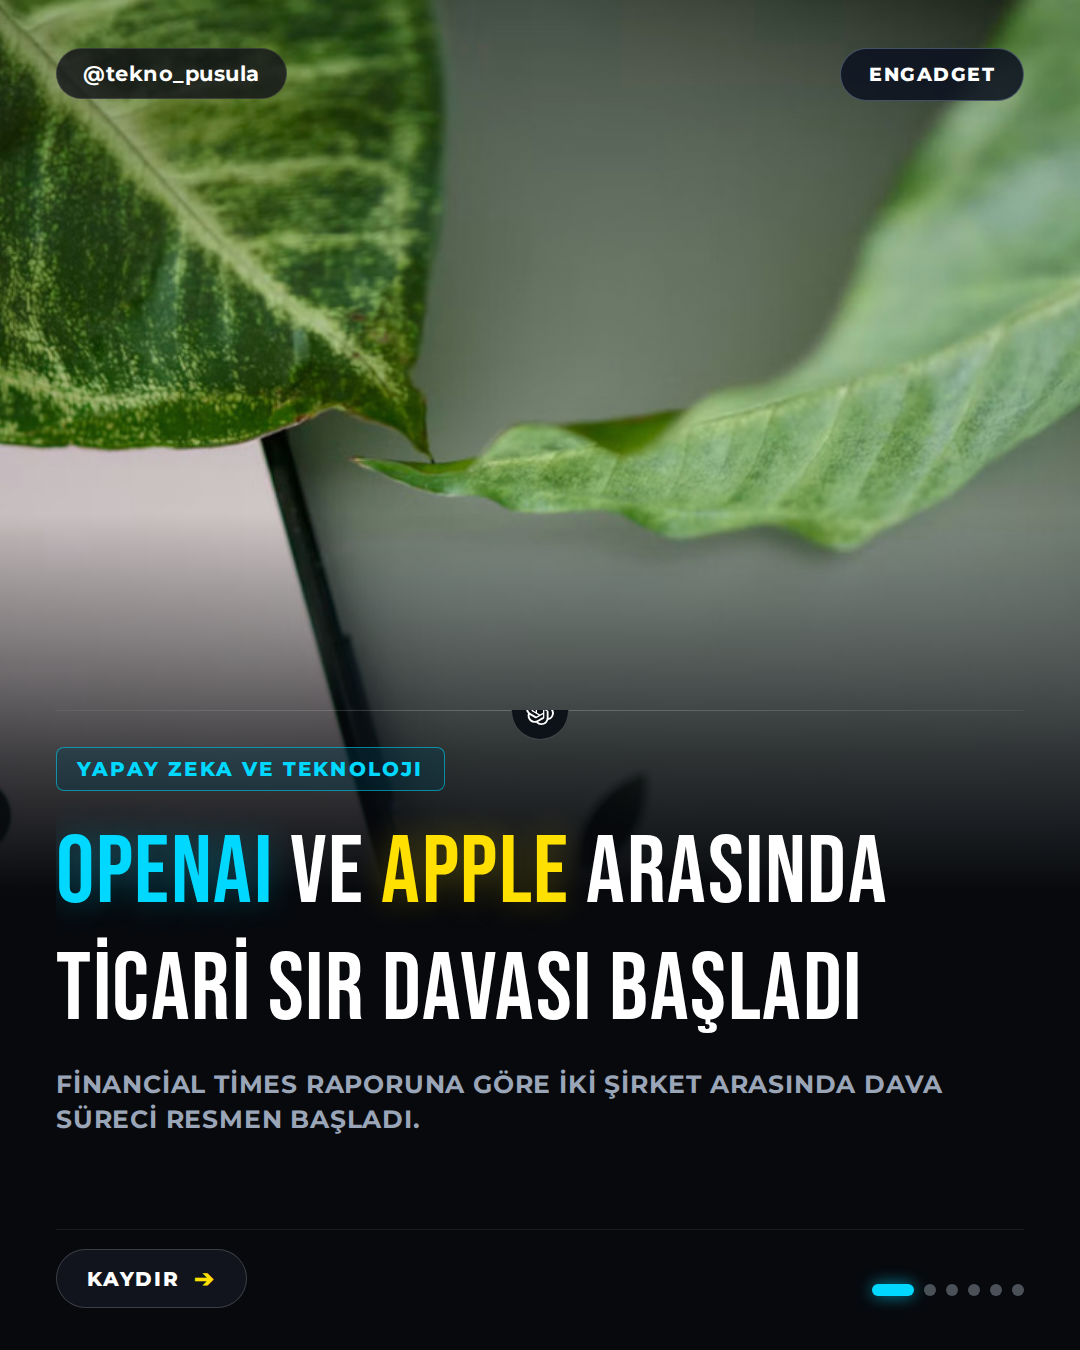 @tekno_pusula
ENGADGET
YAPAY ZEKA VE TEKNOLOJI
OPENAI VE APPLE ARASINDA
TİCARİ SIR DAVASI BAŞLADI
FİNANCİAL TİMES RAPORUNA GÖRE İKİ ŞİRKET ARASINDA DAVA
SÜRECİ RESMEN BAŞLADI.
KAYDIR ➔